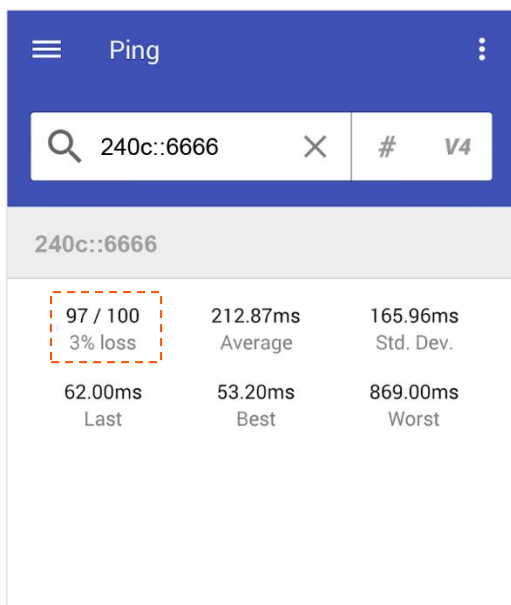 Ping
240c::6666
# V4
240c::6666
97 / 100 212.87ms 165.96ms
3% loss Average Std. Dev.
62.00ms 53.20ms 869.00ms
Last Best Worst